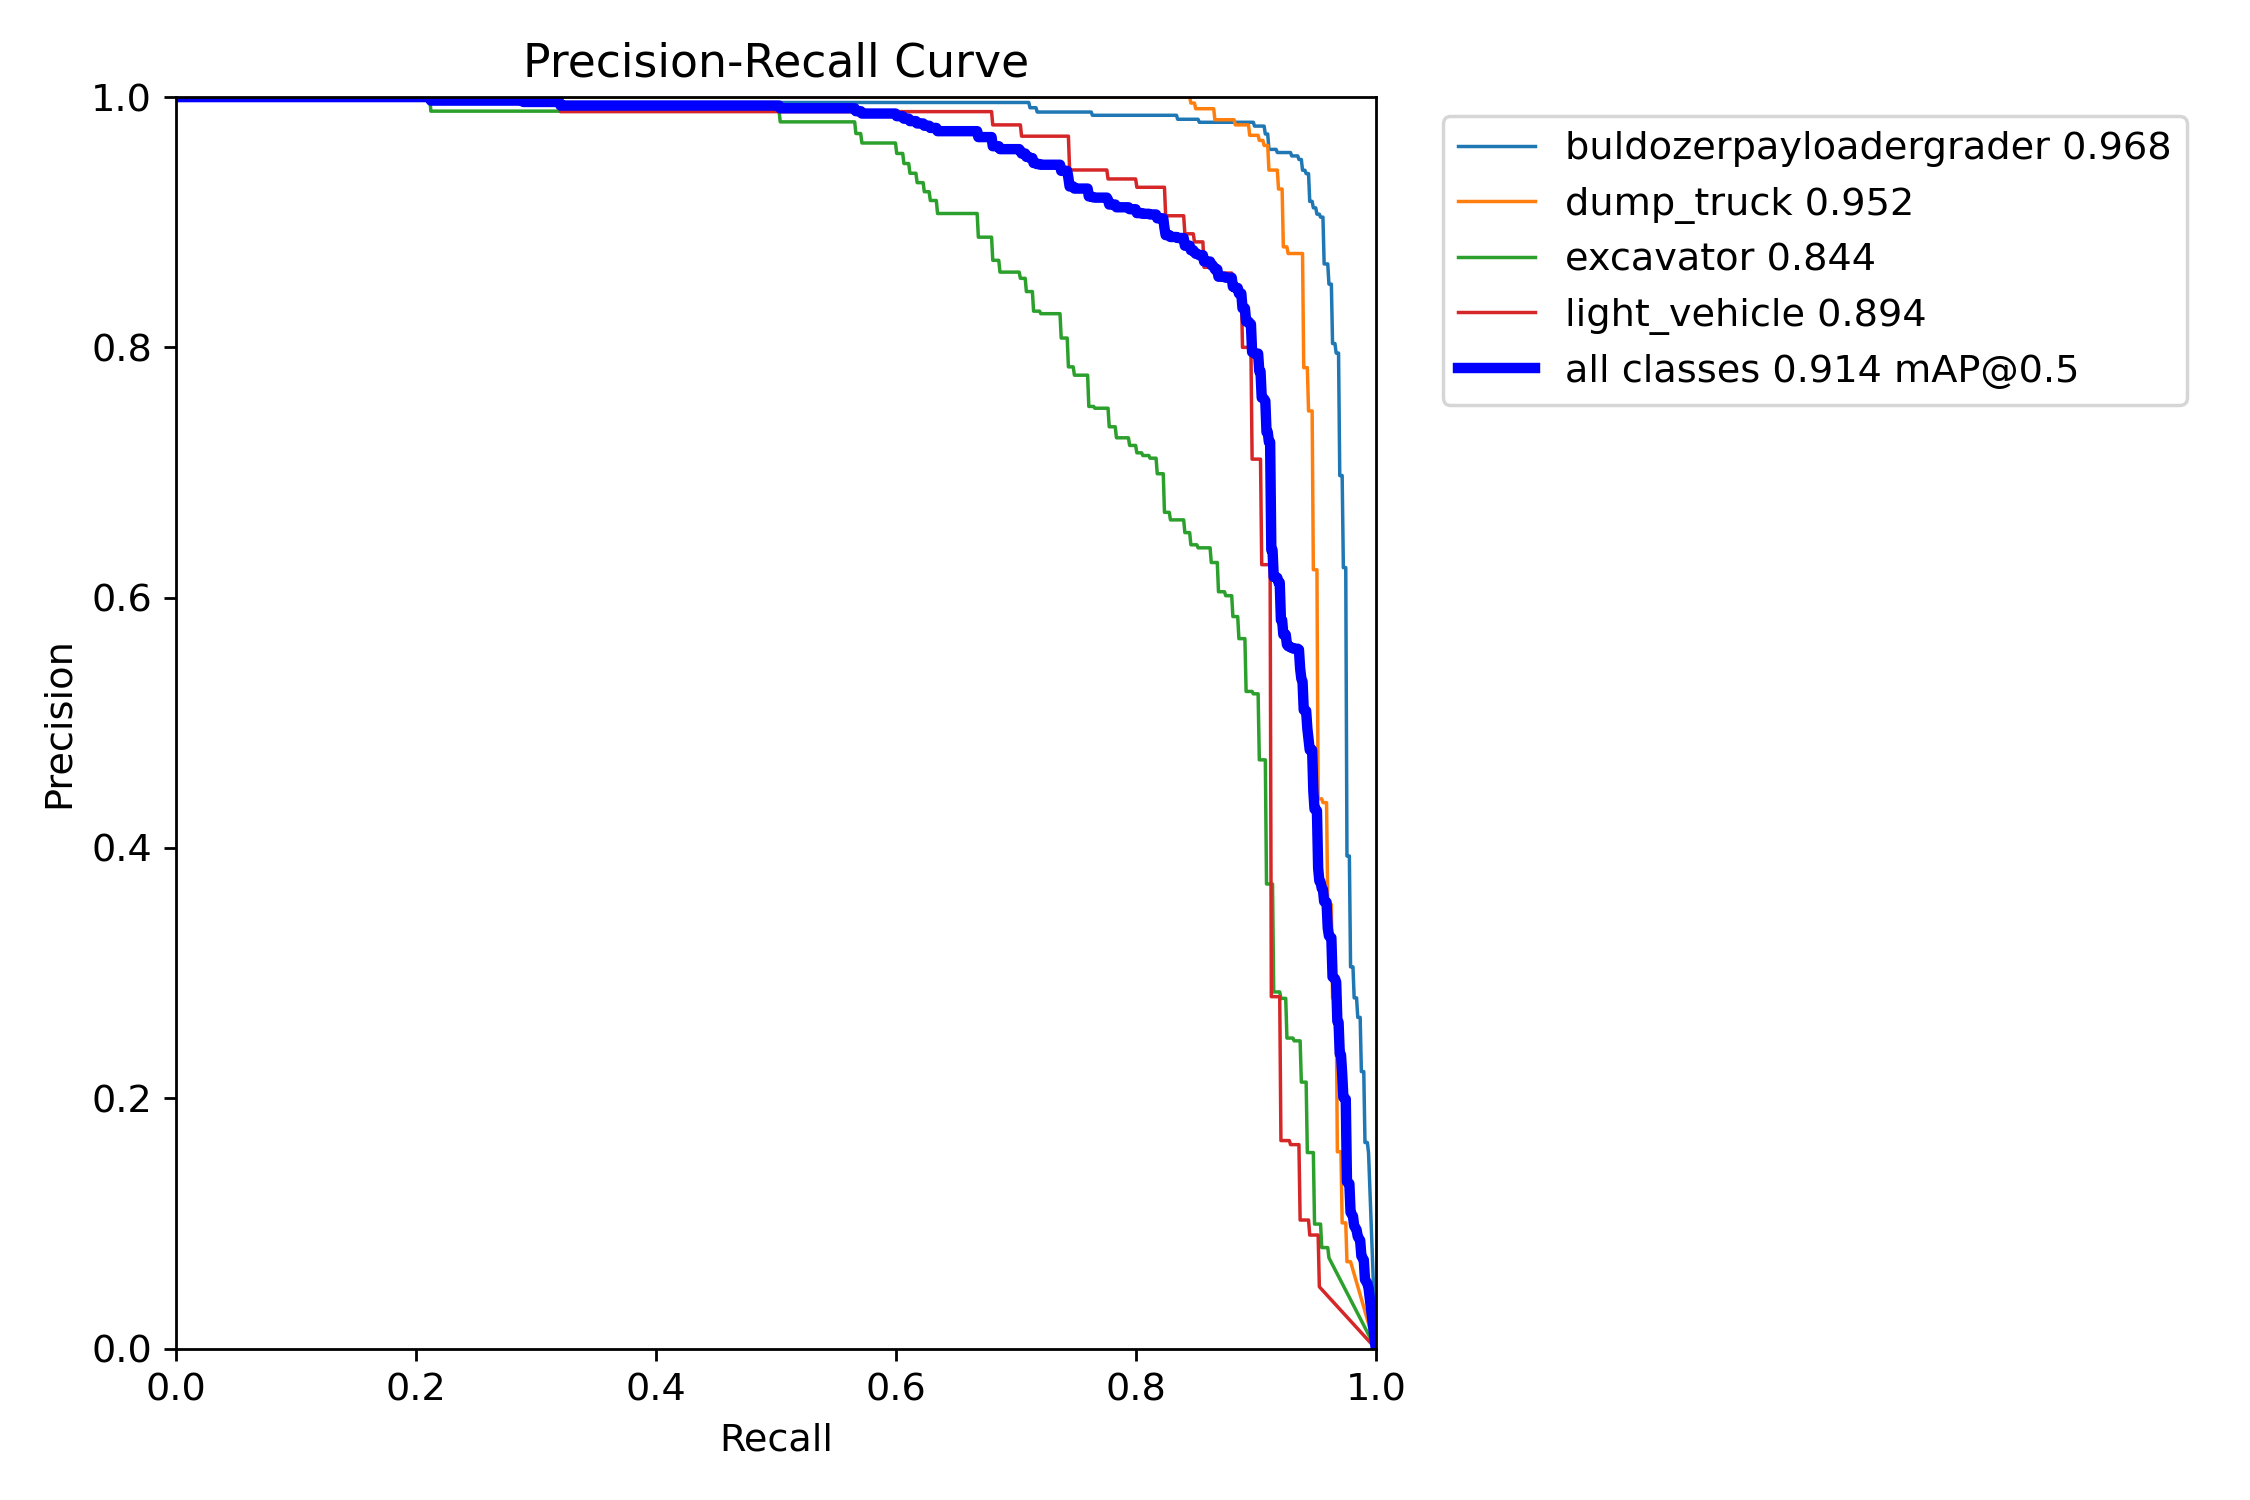 Precision-Recall Curve
1.0
0.8
0.6
0.4
0.2
0.0
Precision
0.0 0.2 0.4 0.6 0.8 1.0
Recall
buldozerpayloadergrader 0.968
dump_truck 0.952
excavator 0.844
light_vehicle 0.894
all classes 0.914 mAP@0.5